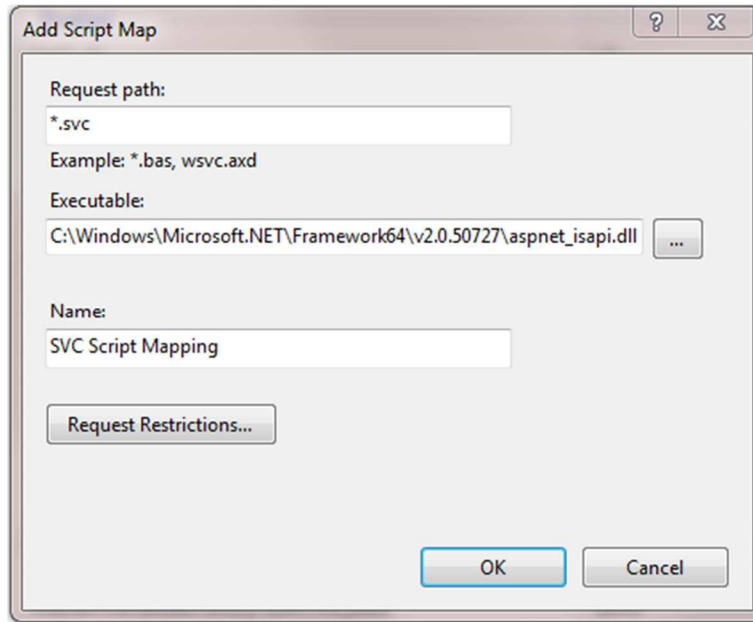 Add Script Map
?
Request path:
*.svc
Example: *.bas, wsvc.axd
Executable:
C:\Windows\Microsoft.NET\Framework64\v2.0.50727\aspnet_isapi.dll
...
Name:
SVC Script Mapping
Request Restrictions...
OK
Cancel